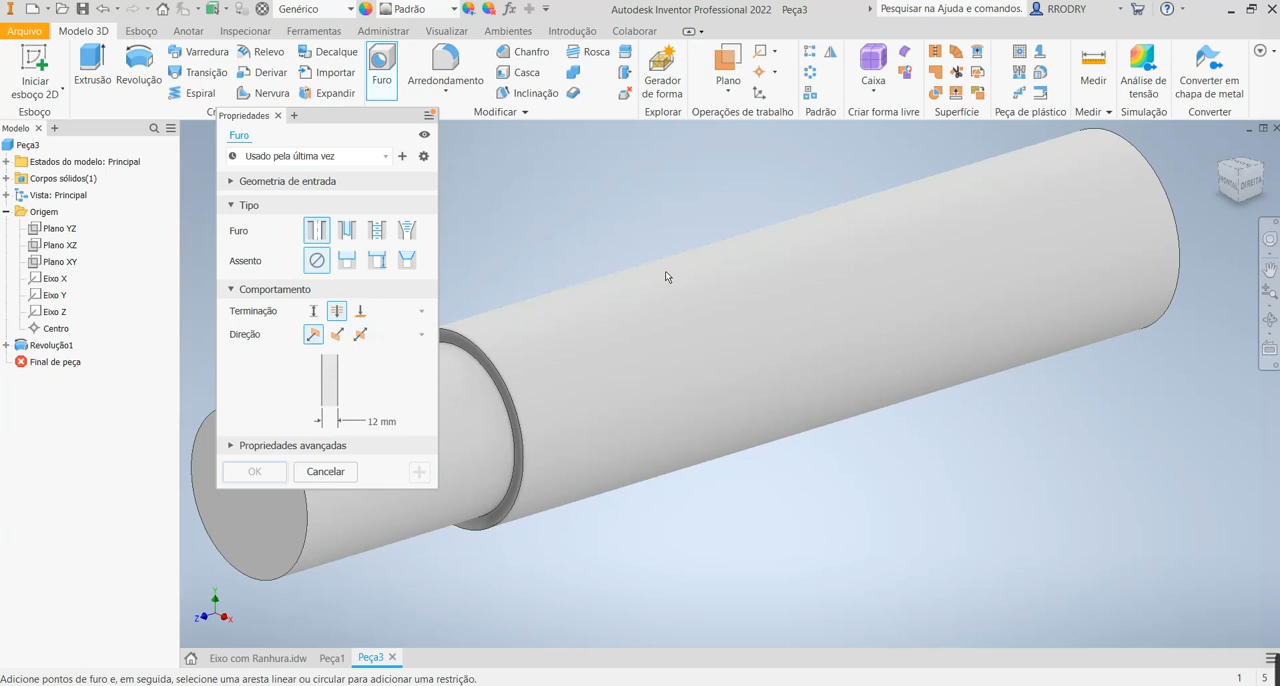 Genérico
Padrão
Autodesk Inventor Professional 2022 Peça3
Pesquisar na Ajuda e comandos.
RRODRY
Arquivo
Modelo 3D
Esboço
Anotar
Inspecionar
Ferramentas
Administrar
Visualizar
Ambientes
Introdução
Colaborar
Iniciar
esboço 2D
Extrusão
Revolução
Varredura
Transição
Espiral
Relevo
Derivar
Nervura
Decalque
Importar
Expandir
Furo
Arredondamento
Chanfro
Casca
Inclinação
Rosca
Gerador
de forma
Plano
Caixa
Medir
Análise de
tensão
Converter em
chapa de metal
Esboço
Modificar
Explorar
Operações de trabalho
Padrão
Criar forma livre
Superfície
Peça de plástico
Medir
Simulação
Converter
Modelo
Peça3
Estados do modelo: Principal
Corpos sólidos(1)
Vista: Principal
Origem
Plano YZ
Plano XZ
Plano XY
Eixo X
Eixo Y
Eixo Z
Centro
Revolução1
Final de peça
Propriedades
Furo
Usado pela última vez
Geometria de entrada
Tipo
Furo
Assento
Comportamento
Terminação
Direção
12 mm
Propriedades avançadas
OK
Cancelar
FRONTAL
DIREITA
Y
Z
X
Eixo com Ranhura.idw
Peça1
Peça3
Adicione pontos de furo e, em seguida, selecione uma aresta linear ou circular para adicionar uma restrição.
1
5